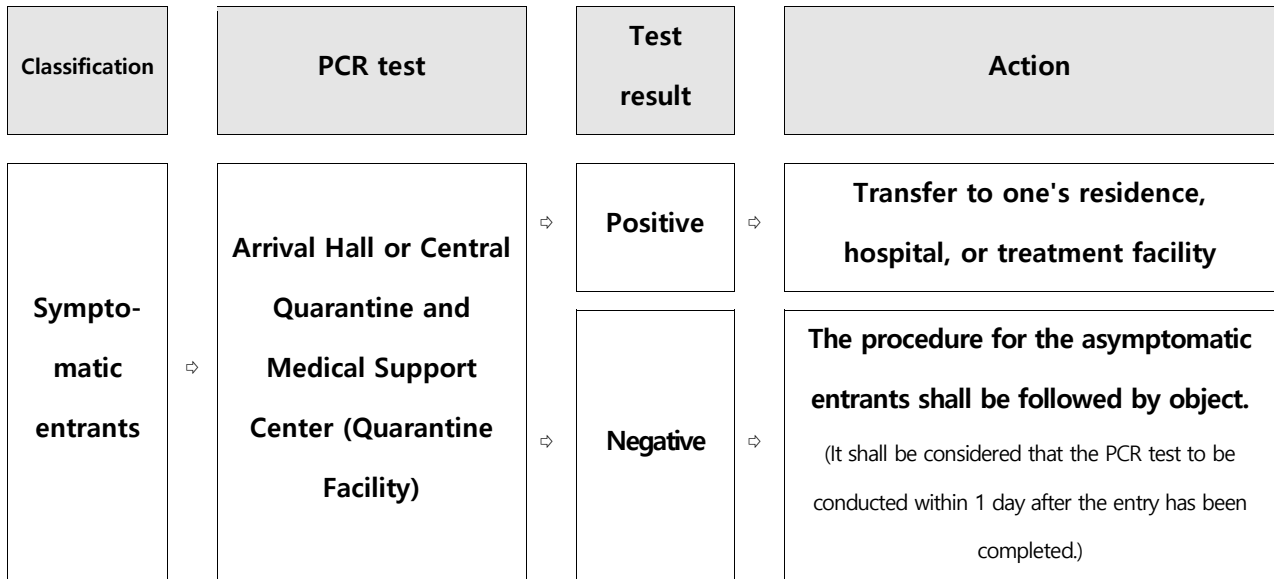 Classification
PCR test
Test
result
Action
Sympto-
matic
entrants
⇨
Arrival Hall or Central
Quarantine and
Medical Support
Center (Quarantine
Facility)
⇨
Positive
⇨
Transfer to one's residence,
hospital, or treatment facility
⇨
Negative
⇨
The procedure for the asymptomatic
entrants shall be followed by object.
(It shall be considered that the PCR test to be
conducted within 1 day after the entry has been
completed.)